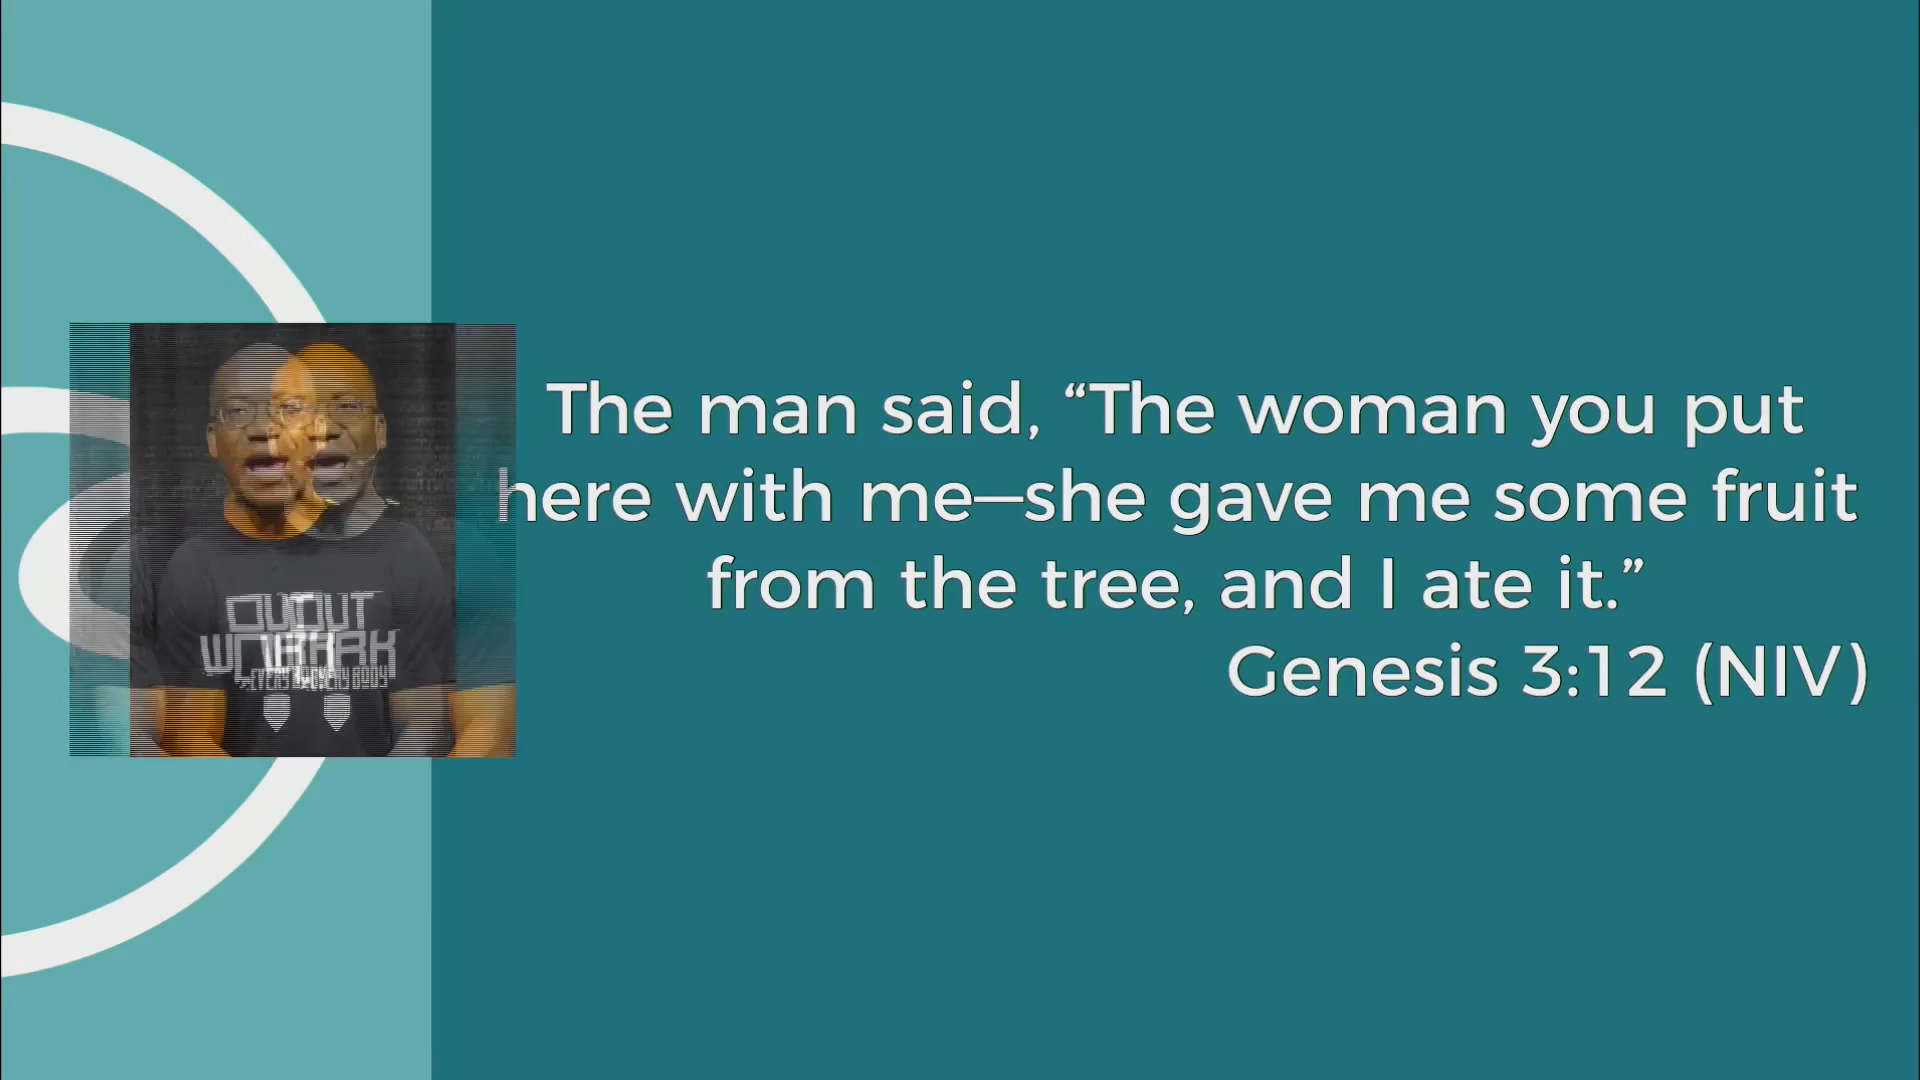 The man said, “The woman you put
here with me—she gave me some fruit
from the tree, and I ate it.”
Genesis 3:12 (NIV)